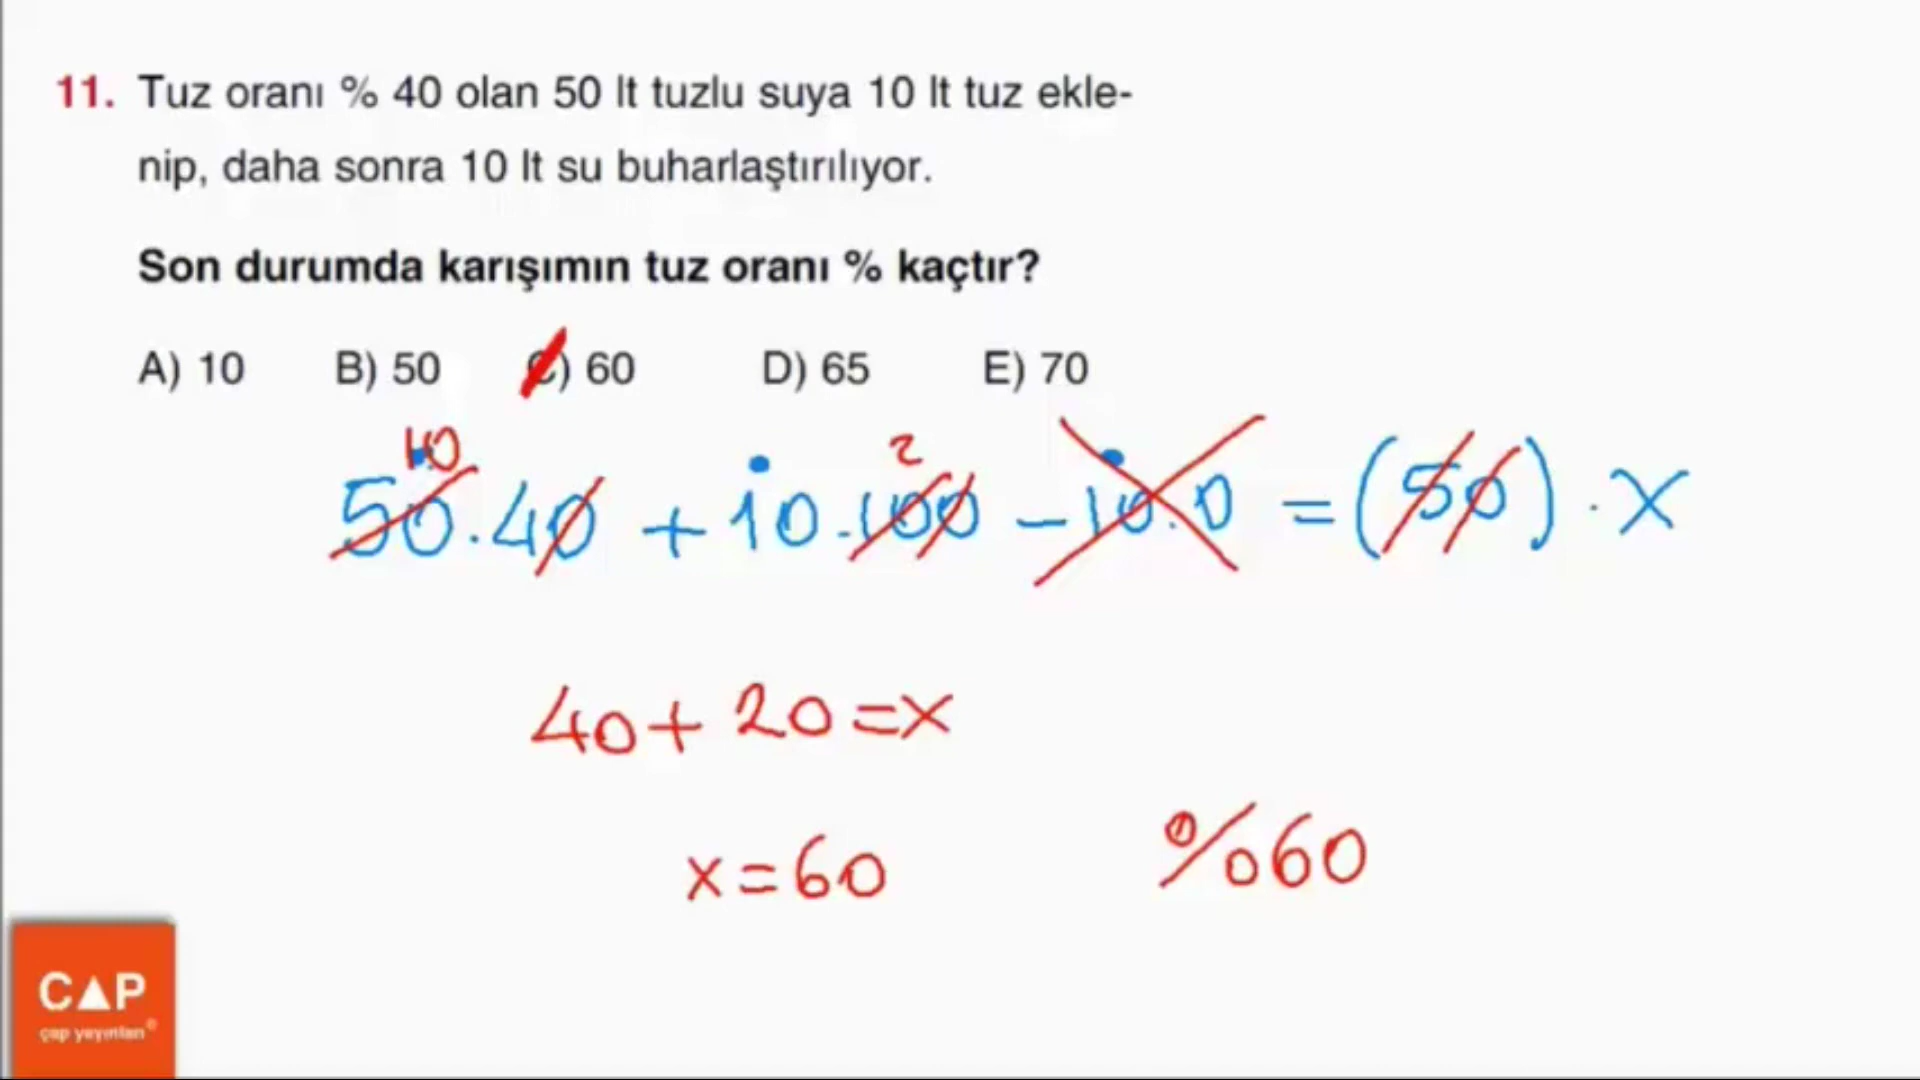 11. Tuz oranı % 40 olan 50 lt tuzlu suya 10 lt tuz ekle-
nip, daha sonra 10 lt su buharlaştırılıyor.
Son durumda karışımın tuz oranı % kaçtır?
A) 10 B) 50 C) 60 D) 65 E) 70
10 2
50.40 + 10.100 - 10.0 = (50).x
40+20=x
x=60 %60
CAP
çap yayınları®